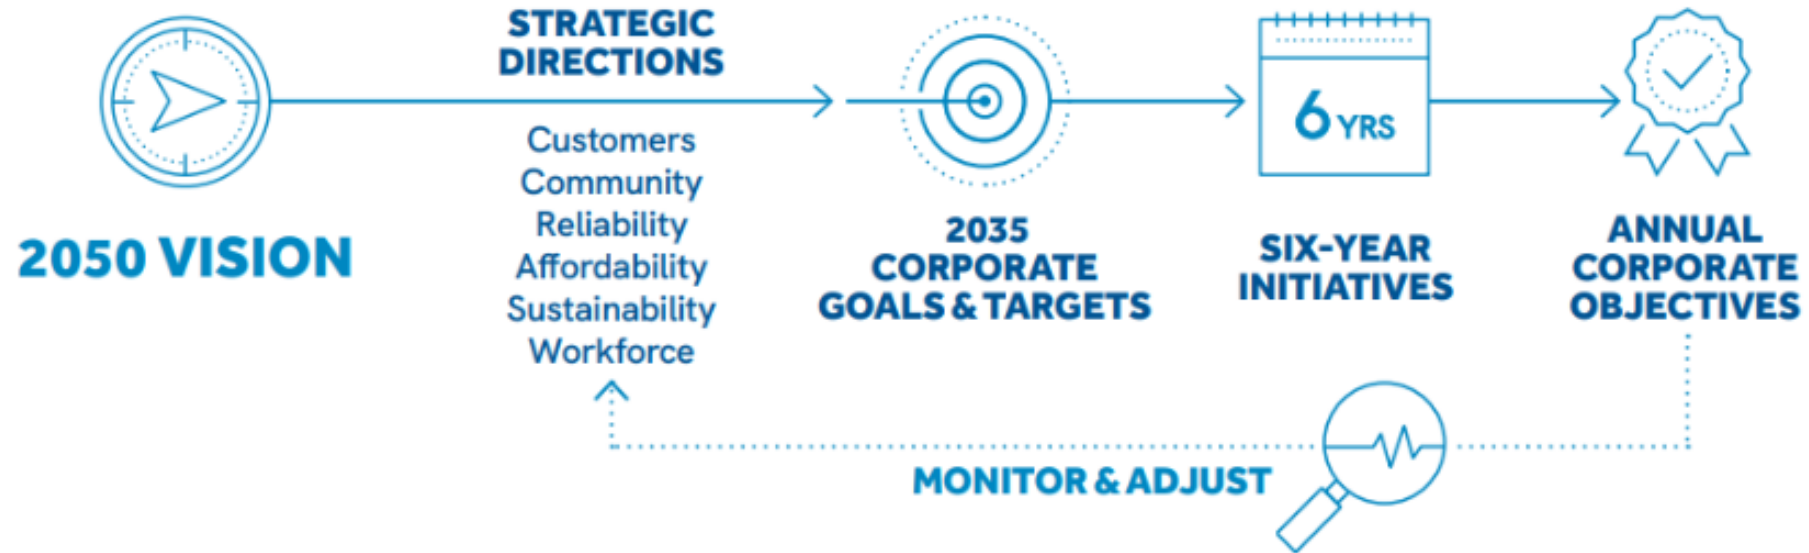 2050 VISION
STRATEGIC
DIRECTIONS
Customers
Community
Reliability
Affordability
Sustainability
Workforce
2035
CORPORATE
GOALS & TARGETS
6 YRS
SIX-YEAR
INITIATIVES
ANNUAL
CORPORATE
OBJECTIVES
MONITOR & ADJUST